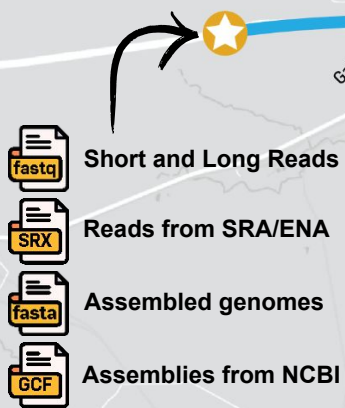 fastq Short and Long Reads
SRX Reads from SRA/ENA
fasta Assembled genomes
GCF Assemblies from NCBI